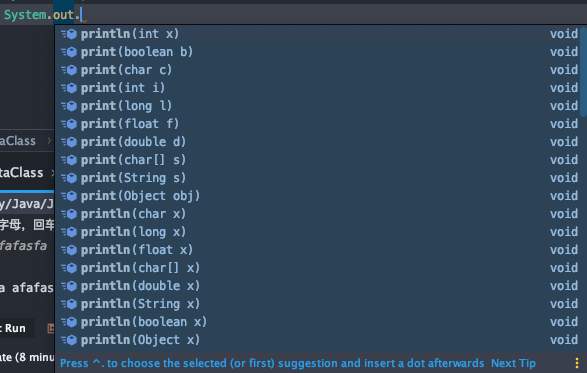 System.out.
println(int x) void
print(boolean b) void
print(char c) void
print(int i) void
print(long l) void
print(float f) void
print(double d) void
print(char[] s) void
print(String s) void
print(Object obj) void
println(char x) void
println(long x) void
println(float x) void
println(char[] x) void
println(double x) void
println(String x) void
println(boolean x) void
println(Object x) void
Press ^. to choose the selected (or first) suggestion and insert a dot afterwards Next Tip
taClass
taClass
y/Java/J
字母，回车
fafasfa
a afafas
t Run
ate (8 minu